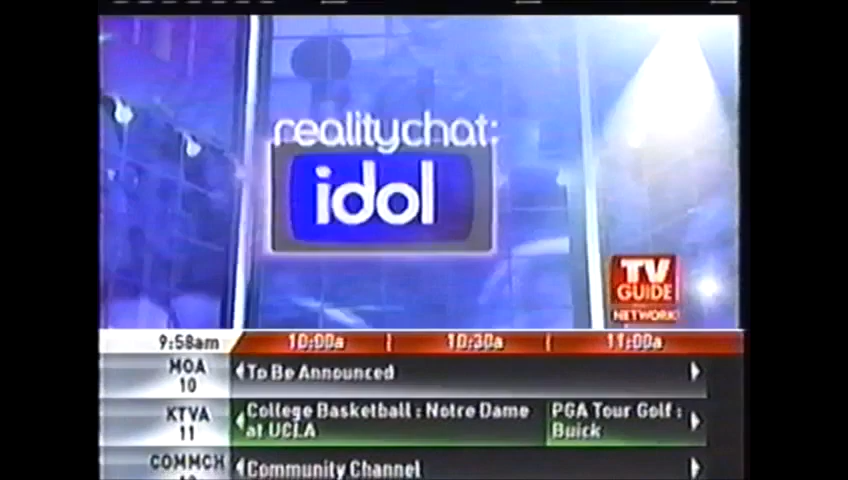 realitychat:
idol
TV
GUIDE
NETWORK
9:58am 10:00a 10:30a 11:00a
MOA
10
To Be Announced
KTVA
11
College Basketball : Notre Dame
at UCLA
PGA Tour Golf :
Buick
COMMCH
Community Channel